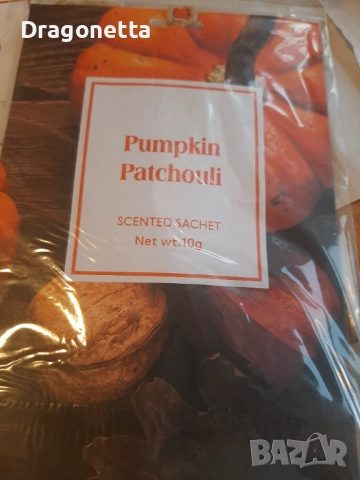 Dragonetta
Pumpkin
Patchouli
SCENTED SACHET
Net wt.10g
BAZAR